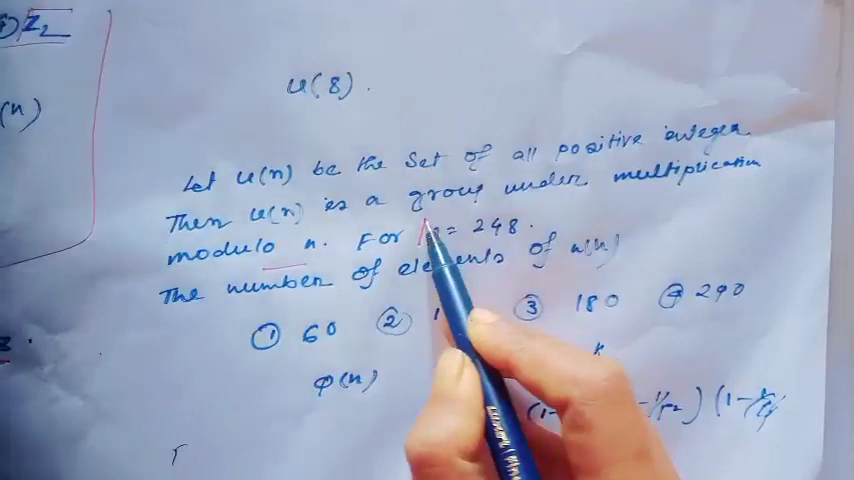 Z2
(n)
U(8).
Let U(n) be the Set of all positive integer
Then U(n) is a group under multiplication
modulo n. For n = 248.
The number of elements of u(n)
① 60 ② 1 ③ 180 ④ 290
φ(n)